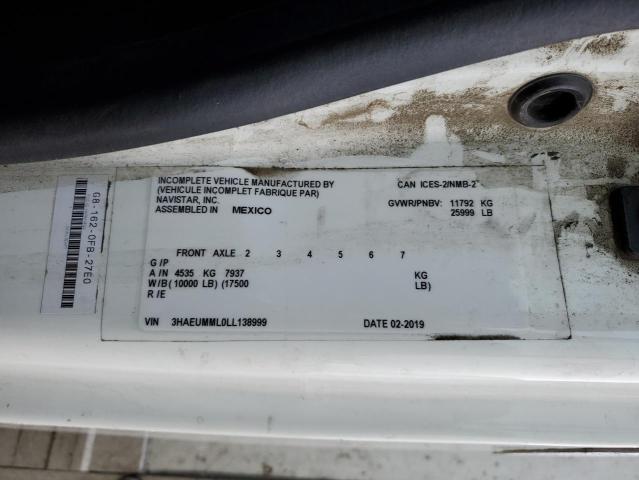 INCOMPLETE VEHICLE MANUFACTURED BY
(VEHICULE INCOMPLET FABRIQUE PAR)
NAVISTAR, INC.
ASSEMBLED IN MEXICO
CAN ICES-2/NMB-2
GVWR/PNBV: 11792 KG
25999 LB
FRONT AXLE 2 3 4 5 6 7
G /P
A /N 4535 KG 7937 KG
W/B( 10000 LB) (17500 LB)
R /E
VIN 3HAEUMML0LL138999 DATE 02-2019
G8-162-0FB-27E0